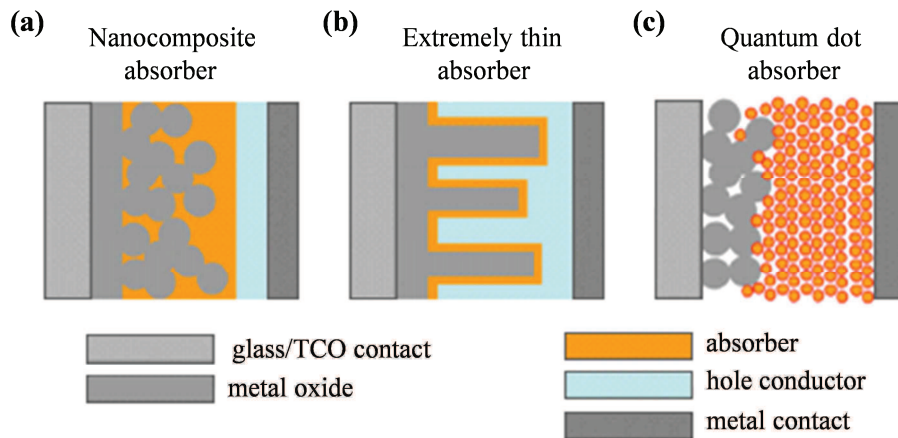 (a)
Nanocomposite
absorber
(b)
Extremely thin
absorber
(c)
Quantum dot
absorber
glass/TCO contact
metal oxide
absorber
hole conductor
metal contact